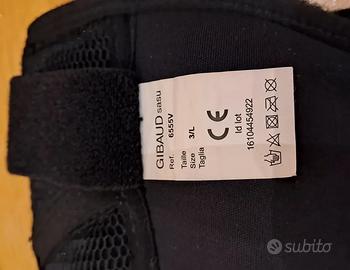 GIBAUD sasu
Ref. 6555V
Taille
Size 3/L
Taglia
CE
Id lot
16104454922
subito